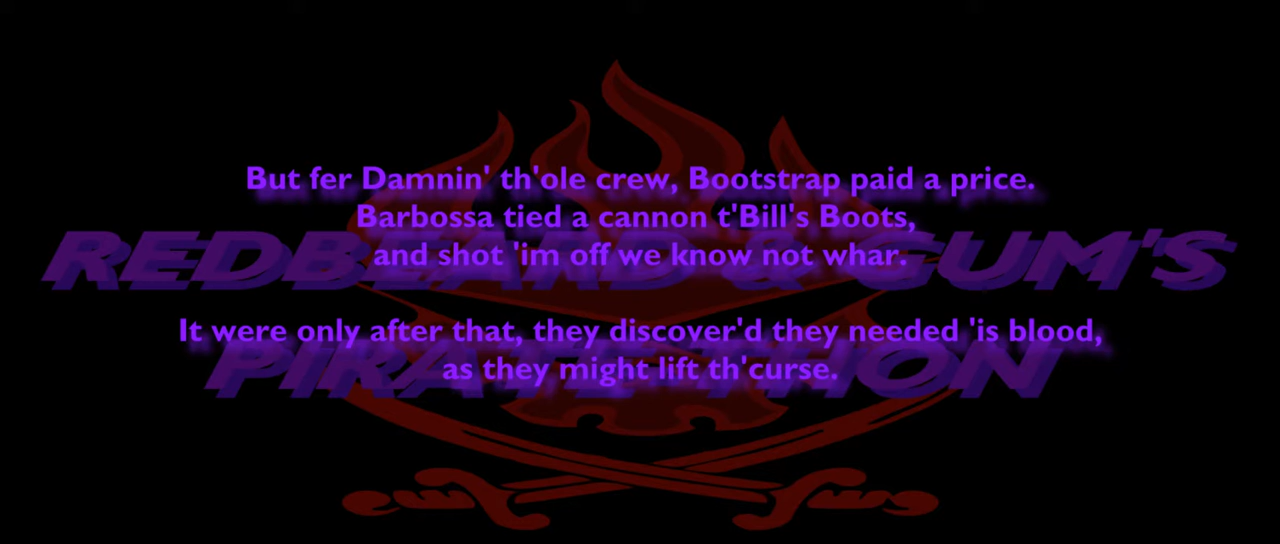 But fer Damnin' th'ole crew, Bootstrap paid a price.
Barbossa tied a cannon t'Bill's Boots,
and shot 'im off we know not whar.
REDBEARD & GUM'S
It were only after that, they discover'd they needed 'is blood,
as they might lift th'curse.
PIRATE-THON